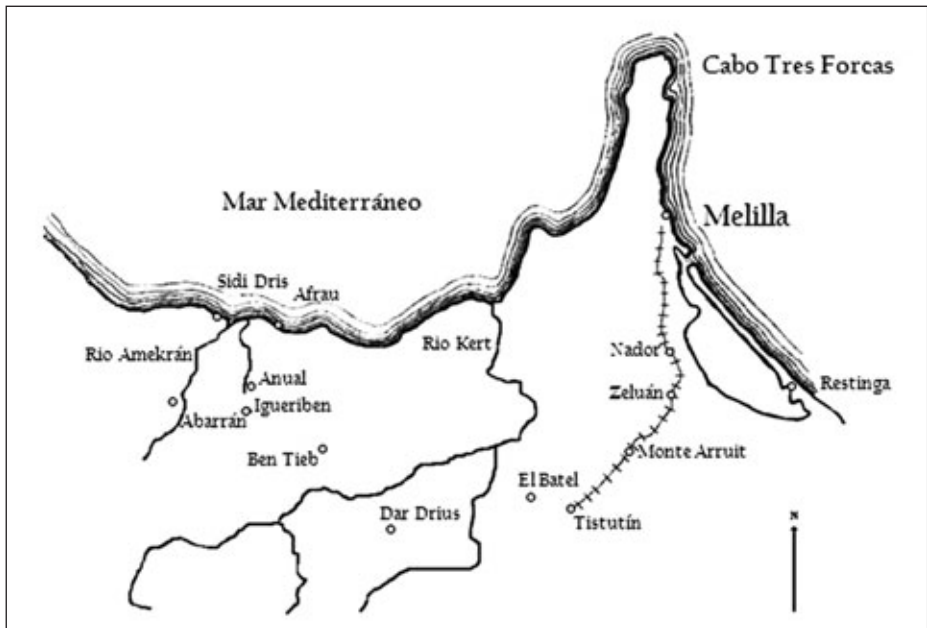 Cabo Tres Forcas
Mar Mediterráneo
Melilla
Sidi Dris
Afrau
Rio Amekrán
Rio Kert
Nador
Anual
Restinga
Zeluán
Abarrán
Igueriben
Ben Tieb
Monte Arruit
El Batel
Dar Drius
Tistutín
N